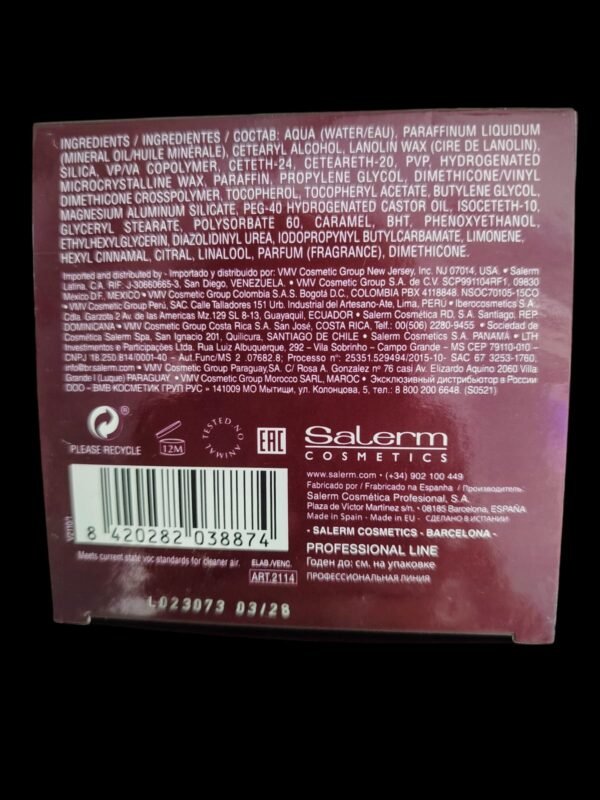 INGREDIENTS / INGREDIENTES / СОСТАВ: AQUA (WATER/EAU), PARAFFINUM LIQUIDUM
(MINERAL OIL/HUILE MINÉRALE), CETEARYL ALCOHOL, LANOLIN WAX (CIRE DE LANOLIN),
SILICA, VP/VA COPOLYMER, CETETH-24, CETEARETH-20, PVP, HYDROGENATED
MICROCRYSTALLINE WAX, PARAFFIN, PROPYLENE GLYCOL, DIMETHICONE/VINYL
DIMETHICONE CROSSPOLYMER, TOCOPHEROL, TOCOPHERYL ACETATE, BUTYLENE GLYCOL,
MAGNESIUM ALUMINUM SILICATE, PEG-40 HYDROGENATED CASTOR OIL, ISOCETETH-10,
GLYCERYL STEARATE, POLYSORBATE 60, CARAMEL, BHT, PHENOXYETHANOL,
ETHYLHEXYLGLYCERIN, DIAZOLIDINYL UREA, IODOPROPYNYL BUTYLCARBAMATE, LIMONENE,
HEXYL CINNAMAL, CITRAL, LINALOOL, PARFUM (FRAGRANCE), DIMETHICONE.
Imported and distributed by - Importado y distribuido por: VMV Cosmetic Group New Jersey, Inc. NJ 07014, USA. • Salerm
Latina, C.A. RIF: J-30660665-3, San Diego, VENEZUELA. • VMV Cosmetic Group S.A. de C.V. SCP991104RF1, 09830
Mexico D.F. MEXICO • VMV Cosmetic Group Colombia S.A.S. Bogotá D.C., COLOMBIA PBX 4118848. NSOC70105-15CO
• VMV Cosmetic Group Perú, SAC Calle Talladores 151 Urb. Industrial del Artesano-Ate, Lima, PERU • Iberocosmetics S.A.
Cdla. Garzota 2 Av. de las Americas Mz.129 SL 8-13, Guayaquil, ECUADOR • Salerm Cosmética RD, S.A. Santiago. REP
DOMINICANA • VMV Cosmetic Group Costa Rica S.A. San José, COSTA RICA, Telf.: 00(506) 2280-9455 • Sociedad de
Cosmética Salerm Spa, San Ignacio 201, Quilicura, SANTIAGO DE CHILE • Salerm Cosmetics S.A. PANAMÁ • LTH
Investimentos e Participações Ltda. Rua Luiz Albuquerque, 292 – Vila Sobrinho – Campo Grande – MS CEP 79110-010 –
CNPJ 18.250.814/0001-40 – Aut.Func/MS 2 .07682.8; Processo n°: 25351.529494/2015-10- SAC 67 3253-1760,
info@br.salerm.com • VMV Cosmetic Group Paraguay,SA. C/ Rosa A. Gonzalez n° 76 casi Av. Elizardo Aquino 2060 Villa
Grande I (Luque) PARAGUAY • VMV Cosmetic Group Morocco SARL, MAROC • Эксклюзивный дистрибьютор в России
ООО – ВМВ КОСМЕТИК ГРУП РУС » 141009 МО Мытищи, ул. Колонцова, 5, тел.: 8 800 200 6648. (S0521)
PLEASE RECYCLE
12M
TESTED NO ANIMAL
EAC
Salerm
COSMETICS
www.salerm.com • (+34) 902 100 449
Fabricado por / Fabricado na Espanha / Производитель:
Salerm Cosmética Profesional, S.A.
Plaza de Víctor Martínez s/n. • 08185 Barcelona, ESPAÑA
Made in Spain - Made in EU - СДЕЛАНО В ИСПАНИИ
- SALERM COSMETICS - BARCELONA -
PROFESSIONAL LINE
Годен до: см. на упаковке
ПРОФЕССИОНАЛЬНАЯ ЛИНИЯ
8 420282 038874
Meets current state voc standards for cleaner air.
ELAB./VENC.
ART.2114
L023073 03/28